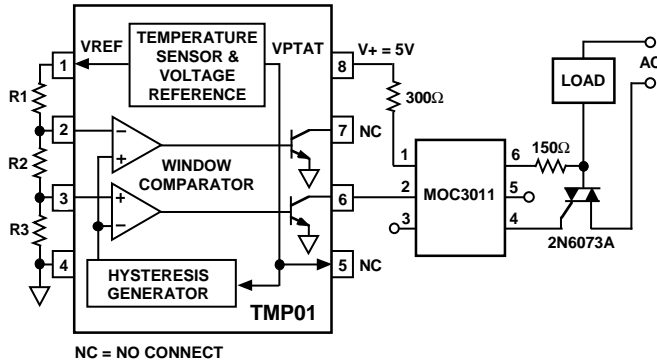 TEMPERATURE
SENSOR &
VOLTAGE
REFERENCE
VREF
VPTAT
1
R1
2
R2
3
R3
4
WINDOW
COMPARATOR
HYSTERESIS
GENERATOR
TMP01
8
V+ = 5V
7
NC
6
5
NC
300Ω
1
2
3
MOC3011
6
5
4
150Ω
LOAD
AC
2N6073A
NC = NO CONNECT